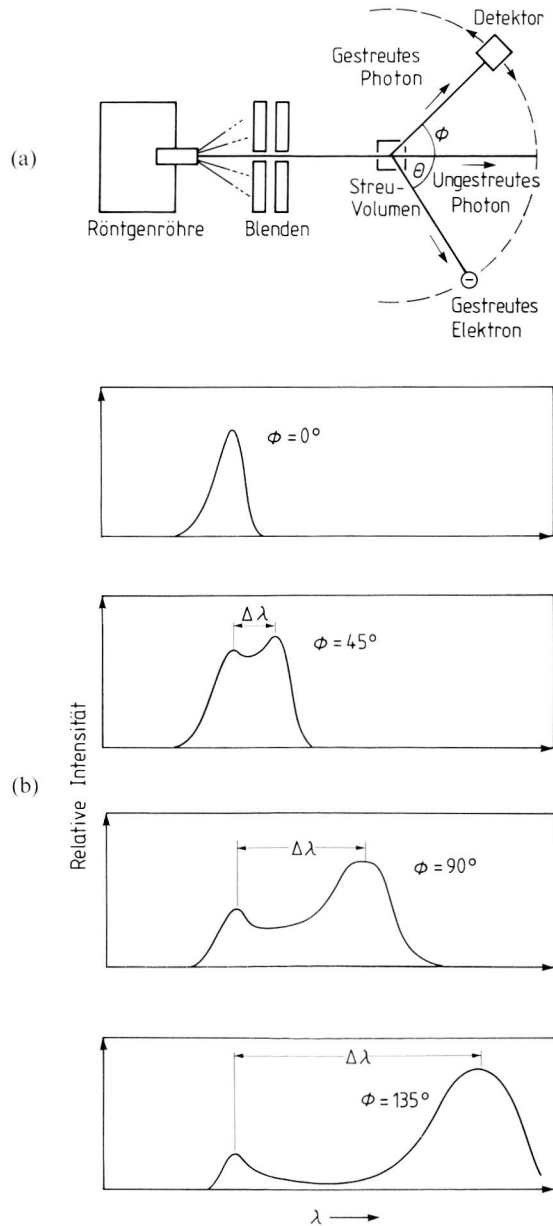 Detektor
Gestreutes
Photon
(a)
ϕ
θ
Streu-
Volumen
Ungestreutes
Photon
Röntgenröhre
Blenden
−
Gestreutes
Elektron
ϕ = 0°
Δλ
ϕ = 45°
(b)
Relative Intensität
Δλ
ϕ = 90°
Δλ
ϕ = 135°
λ